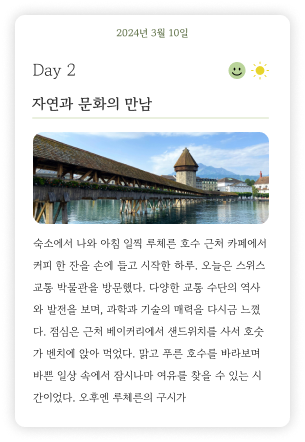 2024년 3월 10일
Day 2
자연과 문화의 만남
숙소에서 나와 아침 일찍 루체른 호수 근처 카페에서
커피 한 잔을 손에 들고 시작한 하루. 오늘은 스위스
교통 박물관을 방문했다. 다양한 교통 수단의 역사
와 발전을 보며, 과학과 기술의 매력을 다시금 느꼈
다. 점심은 근처 베이커리에서 샌드위치를 사서 호숫
가 벤치에 앉아 먹었다. 맑고 푸른 호수를 바라보며
바쁜 일상 속에서 잠시나마 여유를 찾을 수 있는 시
간이었다. 오후엔 루체른의 구시가